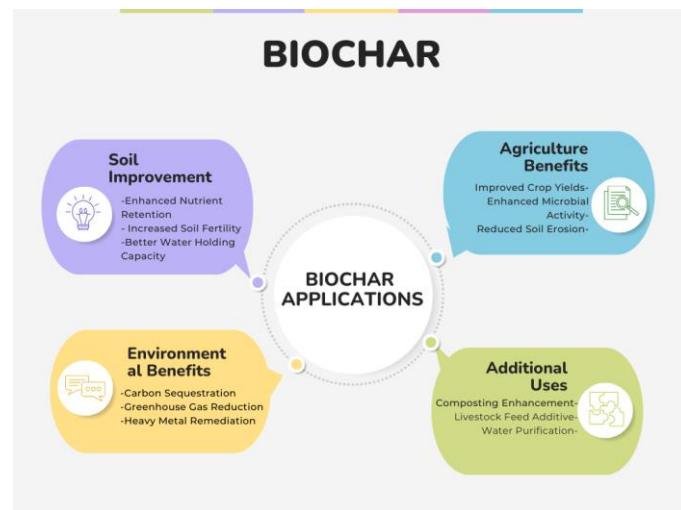 BIOCHAR
Soil
Improvement
-Enhanced Nutrient
Retention
- Increased Soil Fertility
-Better Water Holding
Capacity
Agriculture
Benefits
Improved Crop Yields-
Enhanced Microbial
Activity-
Reduced Soil Erosion-
BIOCHAR
APPLICATIONS
Environment
al Benefits
-Carbon Sequestration
-Greenhouse Gas Reduction
-Heavy Metal Remediation
Additional
Uses
Composting Enhancement-
Livestock Feed Additive-
Water Purification-